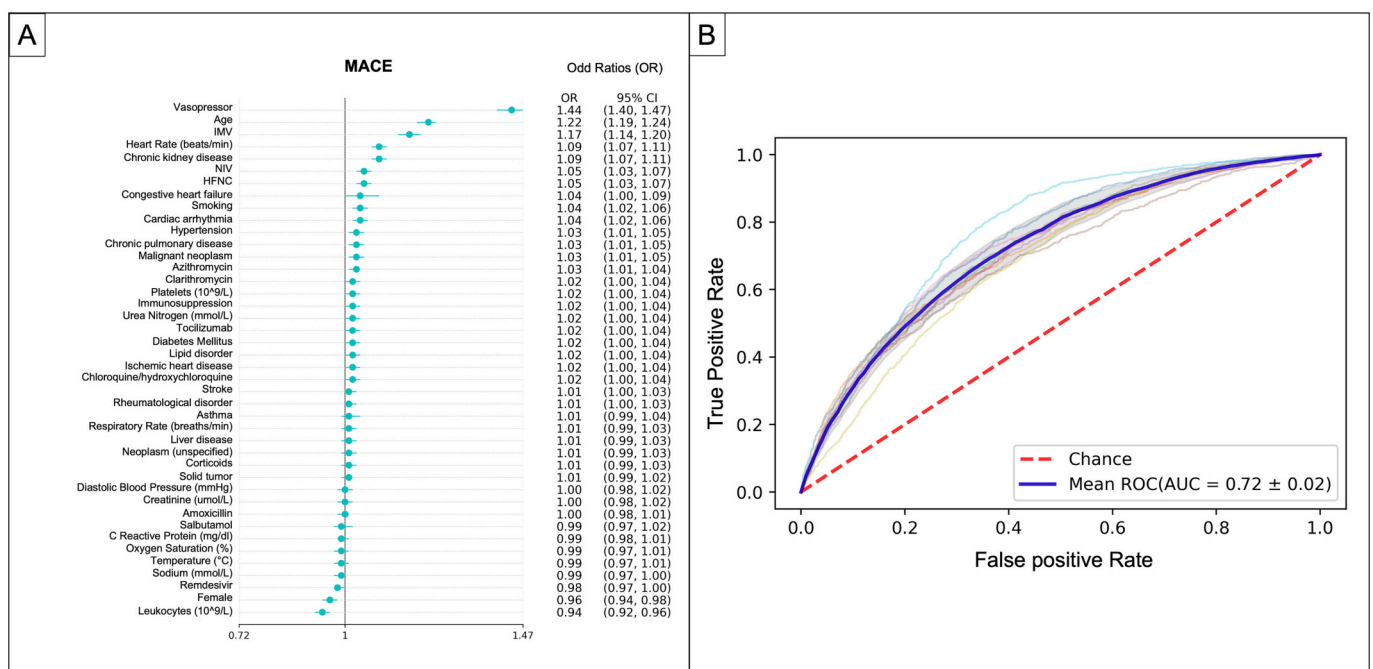 A
MACE
Odd Ratios (OR)
OR 95% CI
Vasopressor 1.44 (1.40, 1.47)
Age 1.22 (1.19, 1.24)
IMV 1.17 (1.14, 1.20)
Heart Rate (beats/min) 1.09 (1.07, 1.11)
Chronic kidney disease 1.09 (1.07, 1.11)
NIV 1.05 (1.03, 1.07)
HFNC 1.05 (1.03, 1.07)
Congestive heart failure 1.04 (1.00, 1.09)
Smoking 1.04 (1.02, 1.06)
Cardiac arrhythmia 1.04 (1.02, 1.06)
Hypertension 1.03 (1.01, 1.05)
Chronic pulmonary disease 1.03 (1.01, 1.05)
Malignant neoplasm 1.03 (1.01, 1.05)
Azithromycin 1.03 (1.01, 1.04)
Clarithromycin 1.02 (1.00, 1.04)
Platelets (10^9/L) 1.02 (1.00, 1.04)
Immunosuppression 1.02 (1.00, 1.04)
Urea Nitrogen (mmol/L) 1.02 (1.00, 1.04)
Tocilizumab 1.02 (1.00, 1.04)
Diabetes Mellitus 1.02 (1.00, 1.04)
Lipid disorder 1.02 (1.00, 1.04)
Ischemic heart disease 1.02 (1.00, 1.04)
Chloroquine/hydroxychloroquine 1.02 (1.00, 1.04)
Stroke 1.01 (1.00, 1.03)
Rheumatological disorder 1.01 (1.00, 1.03)
Asthma 1.01 (0.99, 1.04)
Respiratory Rate (breaths/min) 1.01 (0.99, 1.03)
Liver disease 1.01 (0.99, 1.03)
Neoplasm (unspecified) 1.01 (0.99, 1.03)
Corticoids 1.01 (0.99, 1.03)
Solid tumor 1.01 (0.99, 1.02)
Diastolic Blood Pressure (mmHg) 1.00 (0.98, 1.02)
Creatinine (umol/L) 1.00 (0.98, 1.02)
Amoxicillin 1.00 (0.98, 1.01)
Salbutamol 0.99 (0.97, 1.02)
C Reactive Protein (mg/dl) 0.99 (0.98, 1.01)
Oxygen Saturation (%) 0.99 (0.97, 1.01)
Temperature (°C) 0.99 (0.97, 1.01)
Sodium (mmol/L) 0.99 (0.97, 1.00)
Remdesivir 0.98 (0.97, 1.00)
Female 0.96 (0.94, 0.98)
Leukocytes (10^9/L) 0.94 (0.92, 0.96)
0.72 1 1.47
B
True Positive Rate
1.0
0.8
0.6
0.4
0.2
0.0
Chance
Mean ROC(AUC = 0.72 ± 0.02)
0.0 0.2 0.4 0.6 0.8 1.0
False positive Rate